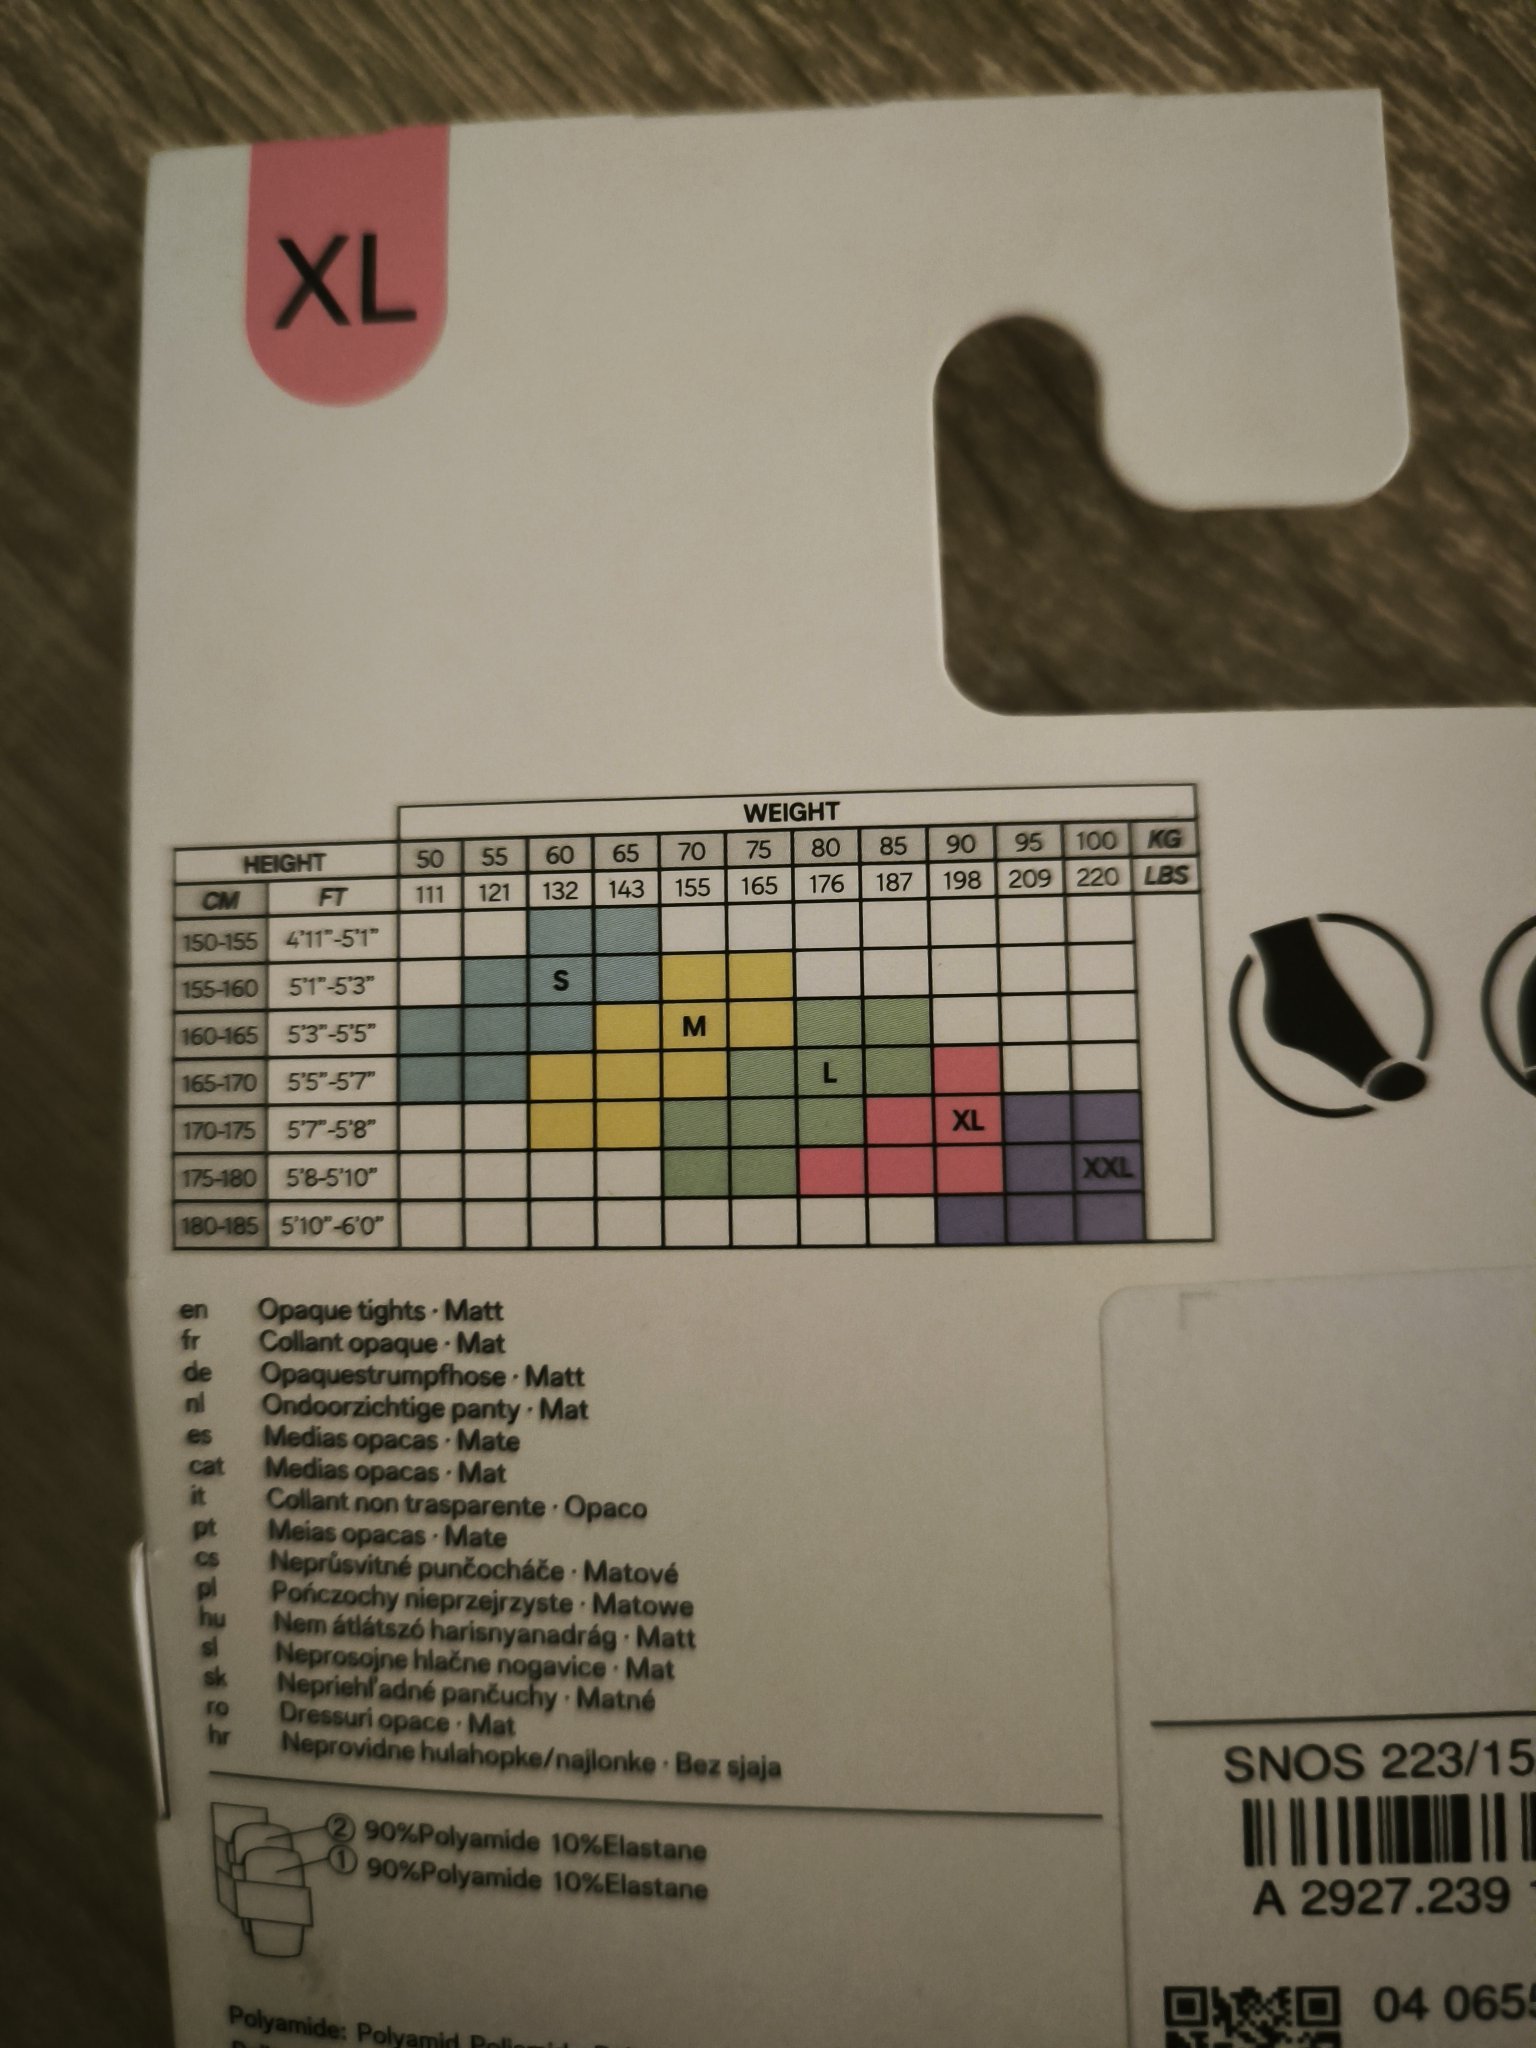 XL
WEIGHT
HEIGHT 50 55 60 65 70 75 80 85 90 95 100 KG
CM FT 111 121 132 143 155 165 176 187 198 209 220 LBS
150-155 4'11"-5'1"
155-160 5'1"-5'3" S
160-165 5'3"-5'5" M
165-170 5'5"-5'7" L
170-175 5'7"-5'8" XL
175-180 5'8-5'10" XXL
180-185 5'10"-6'0"
en Opaque tights · Matt
fr Collant opaque · Mat
de Opaquestrumpfhose · Matt
nl Ondoorzichtige panty · Mat
es Medias opacas · Mate
cat Medias opacas · Mat
it Collant non trasparente · Opaco
pt Meias opacas · Mate
cs Neprůsvitné punčocháče · Matové
pl Pończochy nieprzejrzyste · Matowe
hu Nem átlátszó harisnyanadrág · Matt
sl Neprosojne hlačne nogavice · Mat
sk Nepriehľadné pančuchy · Matné
ro Dressuri opace · Mat
hr Neprovidne hulahopke/najlonke · Bez sjaja
2 90%Polyamide 10%Elastane
1 90%Polyamide 10%Elastane
Polyamide: Polyamid
SNOS 223/15
A 2927.239
04 065